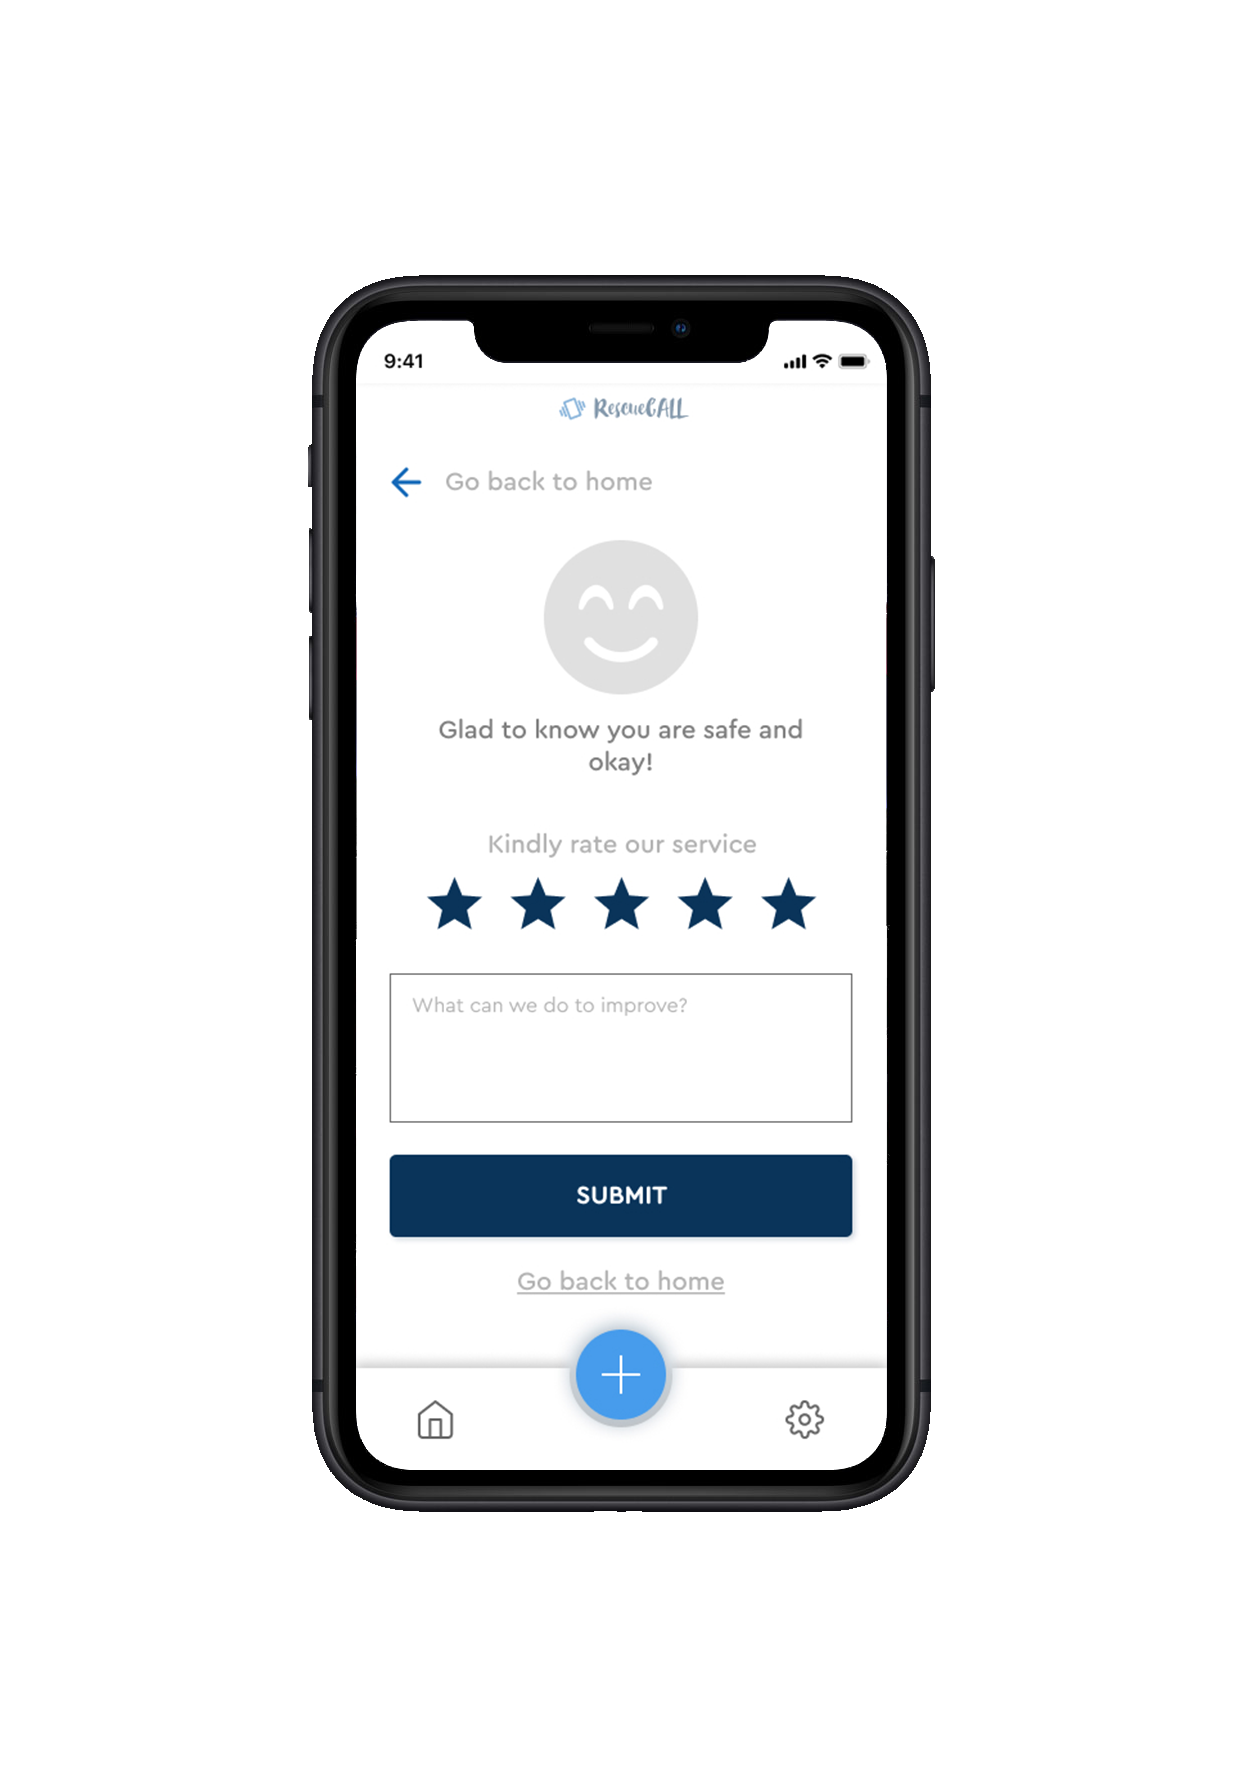 9:41
RescueCALL
Go back to home
Glad to know you are safe and
okay!
Kindly rate our service
What can we do to improve?
SUBMIT
Go back to home